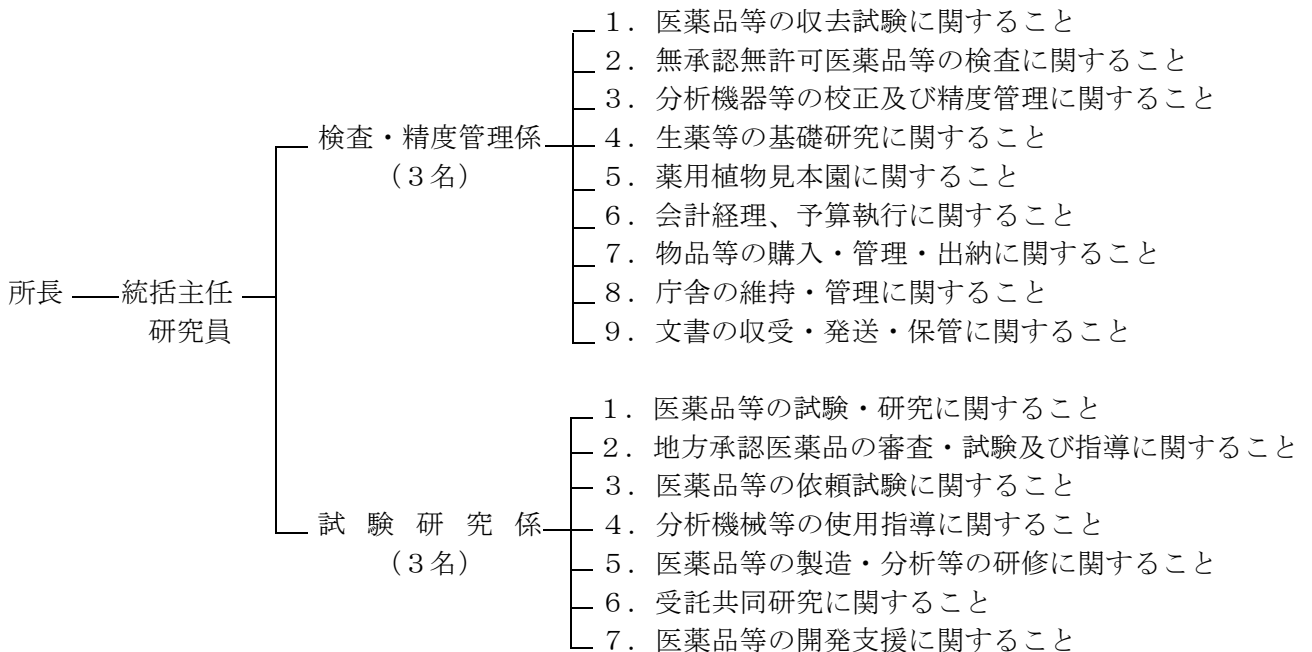 所長
統括主任
研究員
検査・精度管理係
（３名）
１．医薬品等の収去試験に関すること
２．無承認無許可医薬品等の検査に関すること
３．分析機器等の校正及び精度管理に関すること
４．生薬等の基礎研究に関すること
５．薬用植物見本園に関すること
６．会計経理、予算執行に関すること
７．物品等の購入・管理・出納に関すること
８．庁舎の維持・管理に関すること
９．文書の収受・発送・保管に関すること
試験研究係
（３名）
１．医薬品等の試験・研究に関すること
２．地方承認医薬品の審査・試験及び指導に関すること
３．医薬品等の依頼試験に関すること
４．分析機械等の使用指導に関すること
５．医薬品等の製造・分析等の研修に関すること
６．受託共同研究に関すること
７．医薬品等の開発支援に関すること